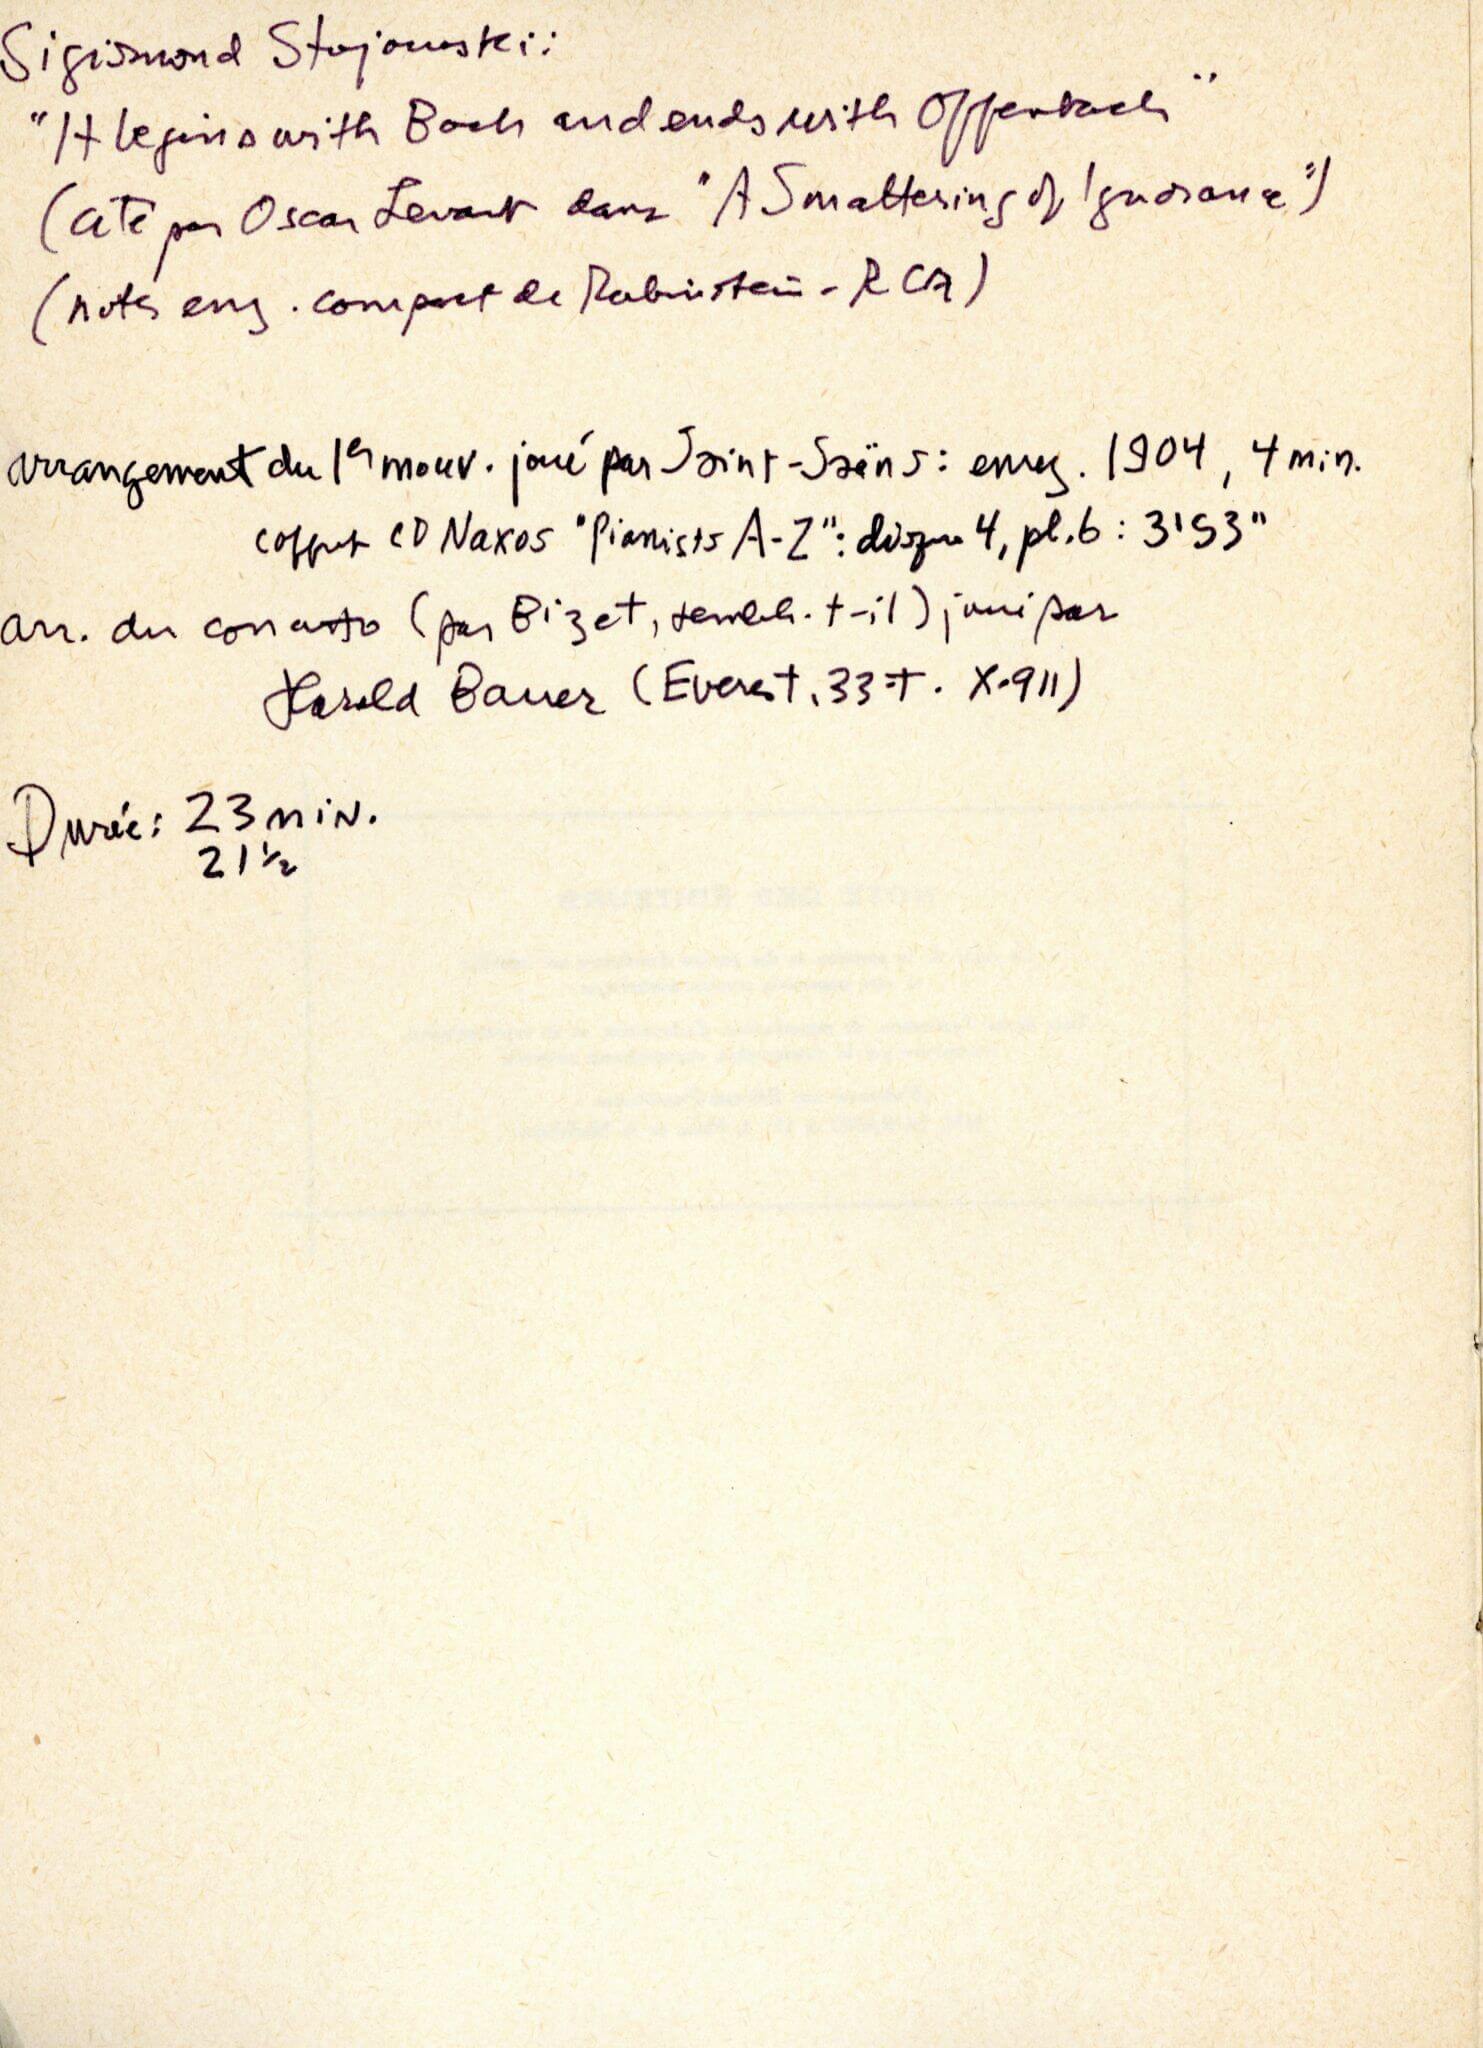 Sigismond Stojowski:
"It begins with Bach and ends with Offenbach"
(cité par Oscar Levant dans "A Smattering of Ignorance")
(notes enreg. compact de Rubinstein - RCA)
arrangement du 1er mouv. joué par Saint-Saëns: enreg. 1904, 4 min.
coffret CD Naxos "Pianists A-Z": disque 4, pl. 6: 3'53"
arr. du concerto (par Bizet, semble-t-il) joué par
Harold Bauer (Everest, 33-T. X-911)
Durée: 23 min.
21 1/2